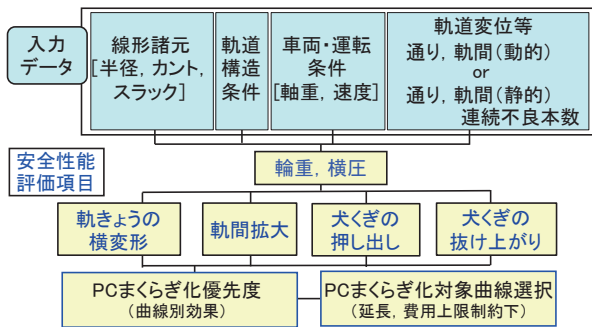 入力
データ
線形諸元
[半径, カント,
スラック]
軌道
構造
条件
車両・運転
条件
[軸重, 速度]
軌道変位等
通り, 軌間(動的)
or
通り, 軌間(静的)
連続不良本数
安全性能
評価項目
輪重, 横圧
軌きょうの
横変形
軌間拡大
犬くぎの
押し出し
犬くぎの
抜け上がり
PCまくらぎ化優先度
(曲線別効果)
PCまくらぎ化対象曲線選択
(延長, 費用上限制約下)